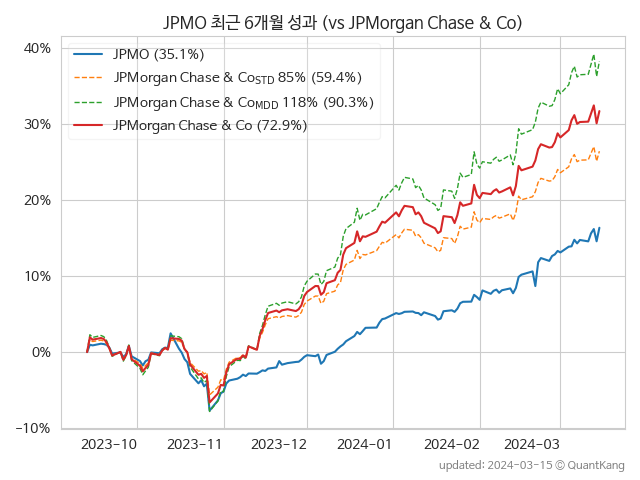 JPMO 최근 6개월 성과 (vs JPMorgan Chase & Co)
JPMO (35.1%)
JPMorgan Chase & CoSTD 85% (59.4%)
JPMorgan Chase & CoMDD 118% (90.3%)
JPMorgan Chase & Co (72.9%)
40%
30%
20%
10%
0%
−10%
2023−10
2023−11
2023−12
2024−01
2024−02
2024−03
updated: 2024-03-15 © QuantKang